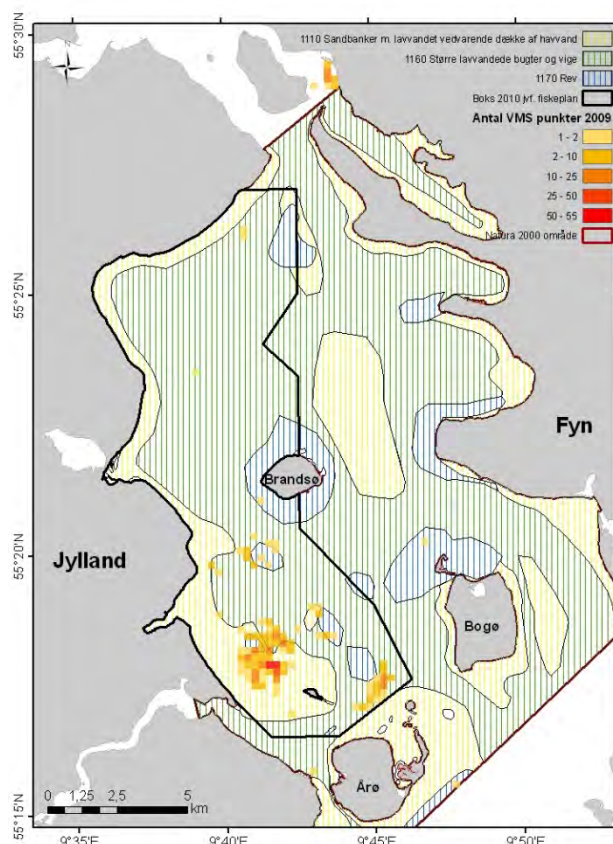 1110 Sandbanker m. lavvandet vedvarende dække af havvand
1160 Større lavvandede bugter og vige
1170 Rev
Boks 2010 jvf. fiskeplan
Antal VMS punkter 2009
1 - 2
2 - 10
10 - 25
25 - 50
50 - 55
Natura 2000 område
55°30'N
55°25'N
55°20'N
55°15'N
Fyn
Brandsø
Jylland
Bogø
Årø
0 1,25 2,5 5
km
9°35'E 9°40'E 9°45'E 9°50'E